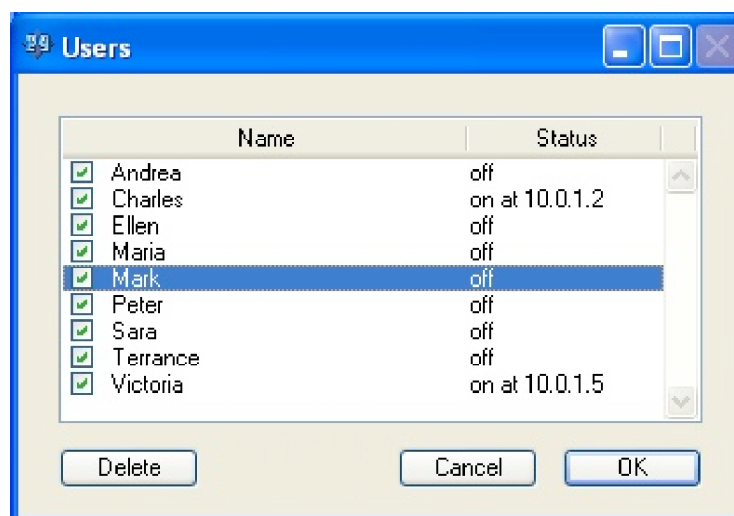 Users
Name Status
Andrea off
Charles on at 10.0.1.2
Ellen off
Maria off
Mark off
Peter off
Sara off
Terrance off
Victoria on at 10.0.1.5
Delete Cancel OK